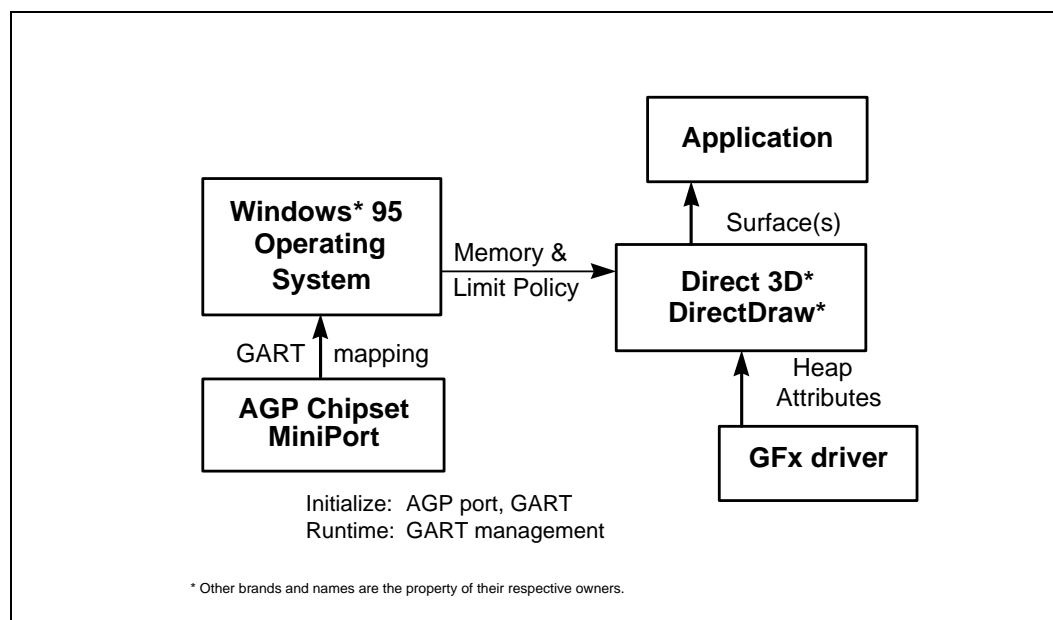 Application
Windows* 95
Operating
System
Surface(s)
Memory &
Limit Policy
Direct 3D*
DirectDraw*
GART mapping
Heap
Attributes
AGP Chipset
MiniPort
GFx driver
Initialize: AGP port, GART
Runtime: GART management
* Other brands and names are the property of their respective owners.